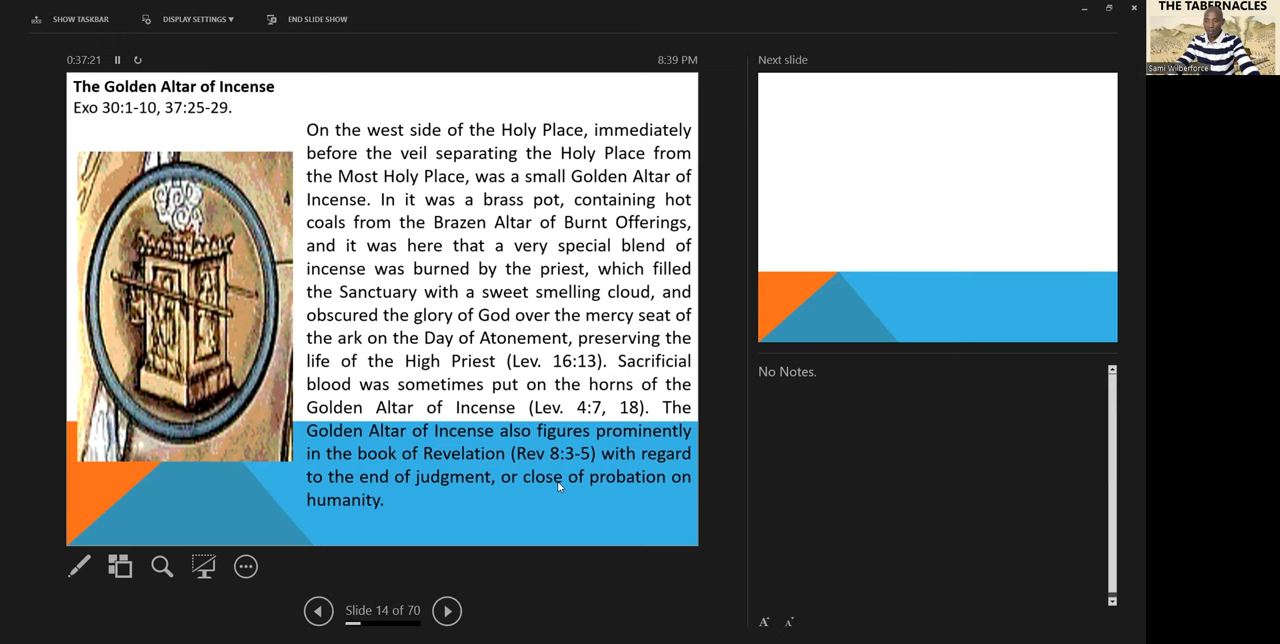 SHOW TASKBAR
DISPLAY SETTINGS ▼
END SLIDE SHOW
THE TABERNACLES
Sami Wilberforce
0:37:21
8:39 PM
Next slide
The Golden Altar of Incense
Exo 30:1-10, 37:25-29.
On the west side of the Holy Place, immediately
before the veil separating the Holy Place from
the Most Holy Place, was a small Golden Altar of
Incense. In it was a brass pot, containing hot
coals from the Brazen Altar of Burnt Offerings,
and it was here that a very special blend of
incense was burned by the priest, which filled
the Sanctuary with a sweet smelling cloud, and
obscured the glory of God over the mercy seat of
the ark on the Day of Atonement, preserving the
life of the High Priest (Lev. 16:13). Sacrificial
blood was sometimes put on the horns of the
Golden Altar of Incense (Lev. 4:7, 18). The
Golden Altar of Incense also figures prominently
in the book of Revelation (Rev 8:3-5) with regard
to the end of judgment, or close of probation on
humanity.
No Notes.
Slide 14 of 70
A A